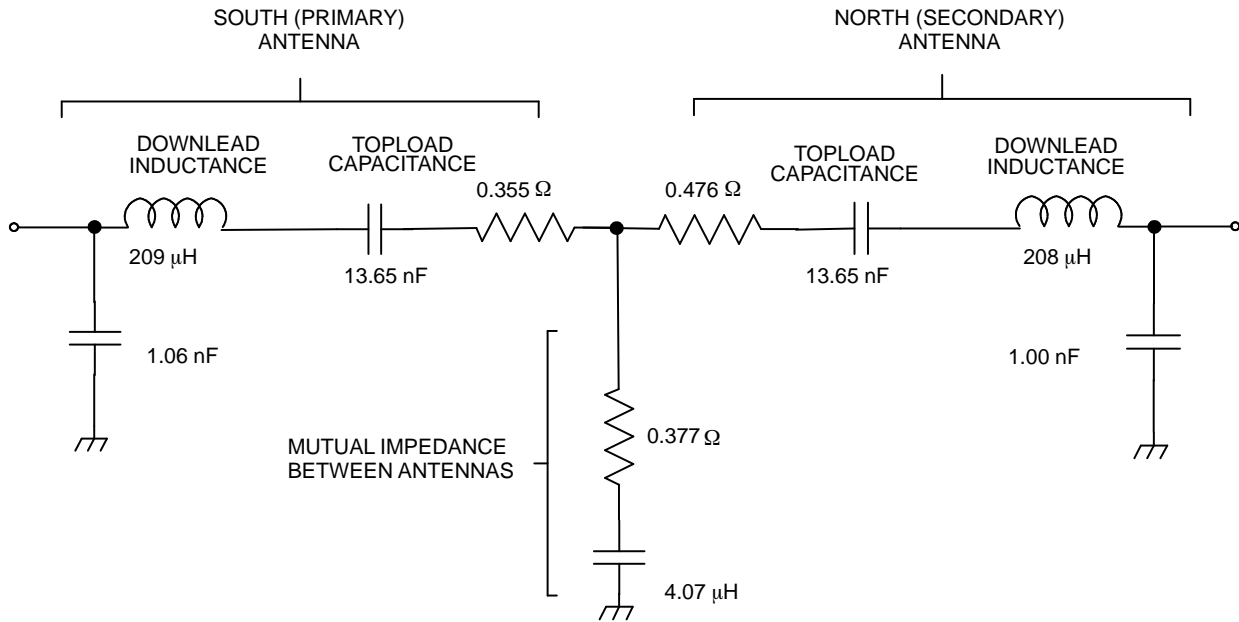 SOUTH (PRIMARY)
ANTENNA
NORTH (SECONDARY)
ANTENNA
DOWNLEAD
INDUCTANCE
TOPLOAD
CAPACITANCE
TOPLOAD
CAPACITANCE
DOWNLEAD
INDUCTANCE
0.355 Ω
0.476 Ω
209 μH
13.65 nF
13.65 nF
208 μH
1.06 nF
1.00 nF
MUTUAL IMPEDANCE
BETWEEN ANTENNAS
0.377 Ω
4.07 μH